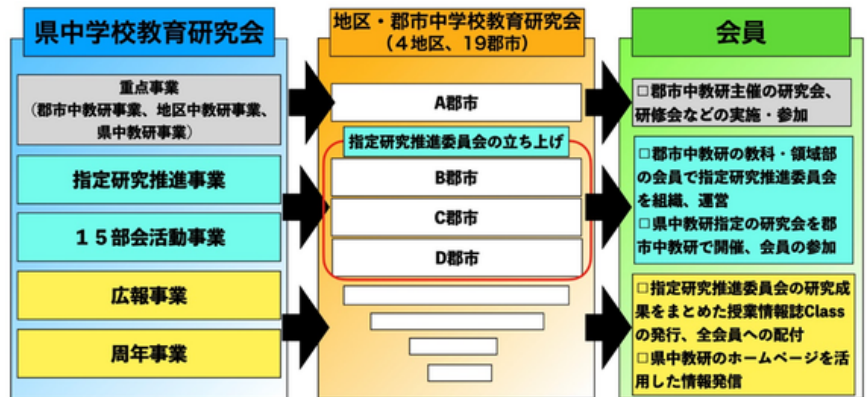 県中学校教育研究会
重点事業
（郡市中教研事業、地区中教研事業、
県中教研事業）
指定研究推進事業
１５部会活動事業
広報事業
周年事業
地区・郡市中学校教育研究会
（４地区、19郡市）
A郡市
指定研究推進委員会の立ち上げ
B郡市
C郡市
D郡市
会員
□郡市中教研主催の研究会、
研修会などの実施・参加
□郡市中教研の教科・領域部
の会員で指定研究推進委員会
を組織、運営
□県中教研指定の研究会を郡
市中教研で開催、会員の参加
□指定研究推進委員会の研究成
果をまとめた授業情報誌Class
の発行、全会員への配付
□県中教研のホームページを活
用した情報発信